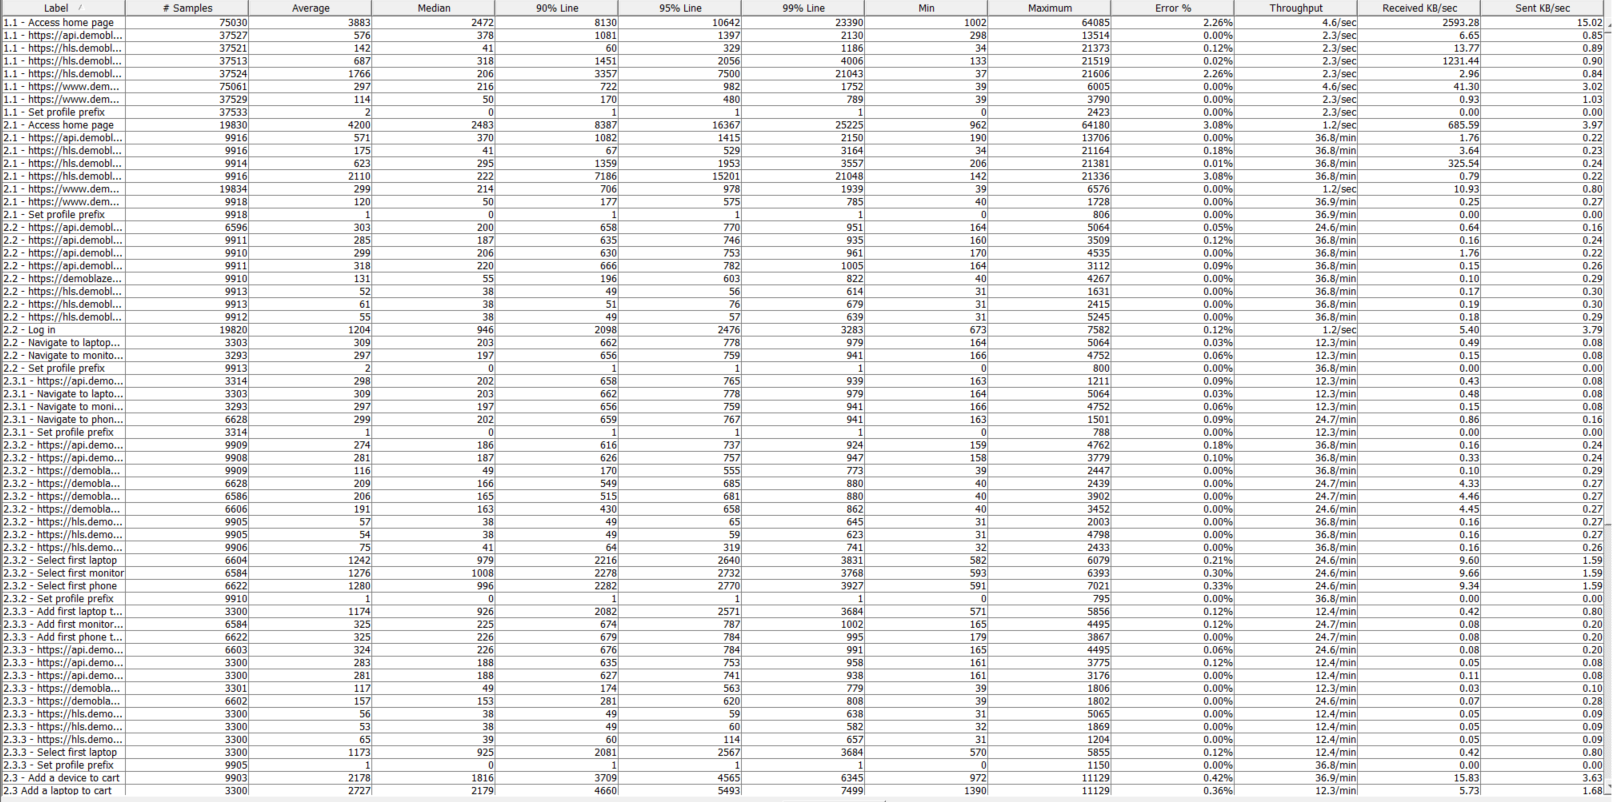 Label # Samples Average Median 90% Line 95% Line 99% Line Min Maximum Error % Throughput Received KB/sec Sent KB/sec
1.1 - Access home page 75030 3883 2472 8130 10642 23390 1002 64085 2.26% 4.6/sec 2593.28 15.02
1.1 - https://api.demobl... 37527 576 378 1081 1397 2130 298 13514 0.00% 2.3/sec 6.65 0.85
1.1 - https://hls.demobl... 37521 142 41 60 329 1186 34 21373 0.12% 2.3/sec 13.77 0.89
1.1 - https://hls.demobl... 37513 687 318 1451 2056 4006 133 21519 0.02% 2.3/sec 1231.44 0.90
1.1 - https://hls.demobl... 37524 1766 206 3357 7500 21043 37 21606 2.26% 2.3/sec 2.96 0.84
1.1 - https://www.dem... 75061 297 216 722 982 1752 39 6005 0.00% 4.6/sec 41.30 3.02
1.1 - https://www.dem... 37529 114 50 170 480 789 39 3790 0.00% 2.3/sec 0.93 1.03
1.1 - Set profile prefix 37533 2 0 1 1 1 0 2423 0.00% 2.3/sec 0.00 0.00
2.1 - Access home page 19830 4200 2483 8387 16367 25225 962 64180 3.08% 1.2/sec 685.59 3.97
2.1 - https://api.demobl... 9916 571 370 1082 1415 2150 190 13706 0.00% 36.8/min 1.76 0.22
2.1 - https://hls.demobl... 9916 175 41 67 529 3164 34 21164 0.18% 36.8/min 3.64 0.23
2.1 - https://hls.demobl... 9914 623 295 1359 1953 3557 206 21381 0.01% 36.8/min 325.54 0.24
2.1 - https://hls.demobl... 9916 2110 222 7186 15201 21048 142 21336 3.08% 36.8/min 0.79 0.22
2.1 - https://www.dem... 19834 299 214 706 978 1939 39 6576 0.00% 1.2/sec 10.93 0.80
2.1 - https://www.dem... 9918 120 50 177 575 785 40 1728 0.00% 36.9/min 0.25 0.27
2.1 - Set profile prefix 9918 1 0 1 1 1 0 806 0.00% 36.9/min 0.00 0.00
2.2 - https://api.demobl... 6596 303 200 658 770 951 164 5064 0.05% 24.6/min 0.64 0.16
2.2 - https://api.demobl... 9911 285 187 635 746 935 160 3509 0.12% 36.8/min 0.16 0.24
2.2 - https://api.demobl... 9910 299 206 630 753 961 170 4535 0.00% 36.8/min 1.76 0.22
2.2 - https://api.demobl... 9911 318 220 666 782 1005 164 3112 0.09% 36.8/min 0.15 0.26
2.2 - https://demoblaze... 9910 131 55 196 603 822 40 4267 0.00% 36.8/min 0.10 0.29
2.2 - https://hls.demobl... 9913 52 38 49 56 614 31 1631 0.00% 36.8/min 0.17 0.30
2.2 - https://hls.demobl... 9913 61 38 51 76 679 31 2415 0.00% 36.8/min 0.19 0.30
2.2 - https://hls.demobl... 9912 55 38 49 57 639 31 5245 0.00% 36.8/min 0.18 0.29
2.2 - Log in 19820 1204 946 2098 2476 3283 673 7582 0.12% 1.2/sec 5.40 3.79
2.2 - Navigate to laptop... 3303 309 203 662 778 979 164 5064 0.03% 12.3/min 0.49 0.08
2.2 - Navigate to monito... 3293 297 197 656 759 941 166 4752 0.06% 12.3/min 0.15 0.08
2.2 - Set profile prefix 9913 2 0 1 1 1 0 800 0.00% 36.8/min 0.00 0.00
2.3.1 - https://api.demo... 3314 298 202 658 765 939 163 1211 0.09% 12.3/min 0.43 0.08
2.3.1 - Navigate to lapto... 3303 309 203 662 778 979 164 5064 0.03% 12.3/min 0.48 0.08
2.3.1 - Navigate to moni... 3293 297 197 656 759 941 166 4752 0.06% 12.3/min 0.15 0.08
2.3.1 - Navigate to phon... 6628 299 202 659 767 941 163 1501 0.09% 24.7/min 0.86 0.16
2.3.1 - Set profile prefix 3314 1 0 1 1 1 0 788 0.00% 12.3/min 0.00 0.00
2.3.2 - https://api.demo... 9909 274 186 616 737 924 159 4762 0.18% 36.8/min 0.16 0.24
2.3.2 - https://api.demo... 9908 281 187 626 757 947 158 3779 0.10% 36.8/min 0.33 0.24
2.3.2 - https://demobla... 9909 116 49 170 555 773 39 2447 0.00% 36.8/min 0.10 0.29
2.3.2 - https://demobla... 6628 209 166 549 685 880 40 2439 0.00% 24.7/min 4.33 0.27
2.3.2 - https://demobla... 6586 206 165 515 681 880 40 3902 0.00% 24.7/min 4.46 0.27
2.3.2 - https://demobla... 6606 191 163 430 658 862 40 3452 0.00% 24.6/min 4.45 0.27
2.3.2 - https://hls.demo... 9905 57 38 49 65 645 31 2003 0.00% 36.8/min 0.16 0.27
2.3.2 - https://hls.demo... 9905 54 38 49 59 623 31 4798 0.00% 36.8/min 0.16 0.27
2.3.2 - https://hls.demo... 9906 75 41 64 319 741 32 2433 0.00% 36.8/min 0.16 0.26
2.3.2 - Select first laptop 6604 1242 979 2216 2640 3831 582 6079 0.21% 24.6/min 9.60 1.59
2.3.2 - Select first monitor 6584 1276 1008 2278 2732 3768 593 6393 0.30% 24.6/min 9.66 1.59
2.3.2 - Select first phone 6622 1280 996 2282 2770 3927 591 7021 0.33% 24.6/min 9.34 1.59
2.3.2 - Set profile prefix 9910 1 0 1 1 1 0 795 0.00% 36.8/min 0.00 0.00
2.3.3 - Add first laptop t... 3300 1174 926 2082 2571 3684 571 5856 0.12% 12.4/min 0.42 0.80
2.3.3 - Add first monitor... 6584 325 225 674 787 1002 165 4495 0.12% 24.7/min 0.08 0.20
2.3.3 - Add first phone t... 6622 325 226 679 784 995 179 3867 0.00% 24.7/min 0.08 0.20
2.3.3 - https://api.demo... 6603 324 226 676 784 991 165 4495 0.06% 24.6/min 0.08 0.20
2.3.3 - https://api.demo... 3300 283 188 635 753 958 161 3775 0.12% 12.4/min 0.05 0.08
2.3.3 - https://api.demo... 3300 281 188 627 741 938 161 3176 0.00% 12.4/min 0.11 0.08
2.3.3 - https://demobla... 3301 117 49 174 563 779 39 1806 0.00% 12.3/min 0.03 0.10
2.3.3 - https://demobla... 6602 157 153 281 620 808 39 1802 0.00% 24.6/min 0.07 0.28
2.3.3 - https://hls.demo... 3300 56 38 49 59 638 31 5065 0.00% 12.4/min 0.05 0.09
2.3.3 - https://hls.demo... 3300 53 38 49 60 582 32 1869 0.00% 12.4/min 0.05 0.09
2.3.3 - https://hls.demo... 3300 65 39 60 114 657 31 1204 0.00% 12.4/min 0.05 0.09
2.3.3 - Select first laptop 3300 1173 925 2081 2567 3684 570 5855 0.12% 12.4/min 0.42 0.80
2.3.3 - Set profile prefix 9905 1 0 1 1 1 0 1150 0.00% 36.8/min 0.00 0.00
2.3 - Add a device to cart 9903 2178 1816 3709 4565 6345 972 11129 0.42% 36.9/min 15.83 3.63
2.3 Add a laptop to cart 3300 2727 2179 4660 5493 7499 1390 11129 0.36% 12.3/min 5.73 1.68